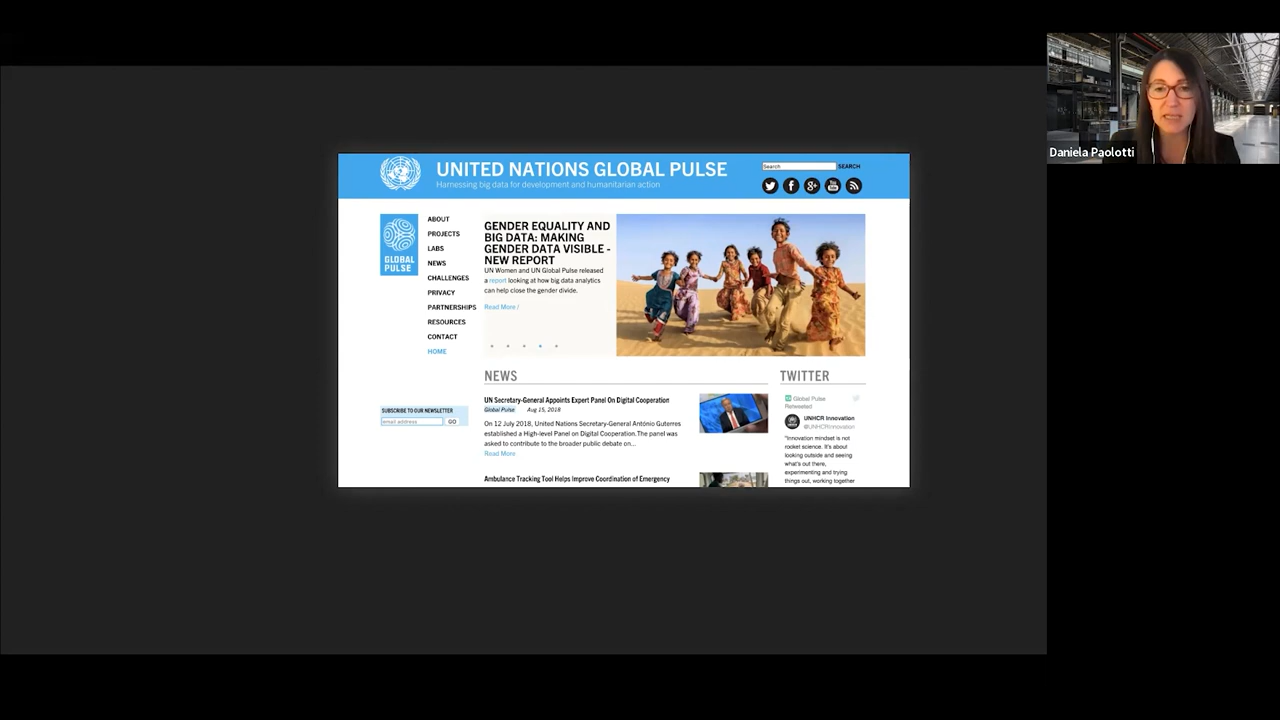 Daniela Paolotti
UNITED NATIONS GLOBAL PULSE
Harnessing big data for development and humanitarian action
Search
SEARCH
GLOBAL
PULSE
ABOUT
PROJECTS
LABS
NEWS
CHALLENGES
PRIVACY
PARTNERSHIPS
RESOURCES
CONTACT
HOME
GENDER EQUALITY AND
BIG DATA: MAKING
GENDER DATA VISIBLE -
NEW REPORT
UN Women and UN Global Pulse released
a report looking at how big data analytics
can help close the gender divide.
Read More /
SUBSCRIBE TO OUR NEWSLETTER
email address
GO
NEWS
UN Secretary-General Appoints Expert Panel On Digital Cooperation
Global Pulse Aug 15, 2018
On 12 July 2018, United Nations Secretary-General António Guterres
established a High-level Panel on Digital Cooperation.The panel was
asked to contribute to the broader public debate on...
Read More
Ambulance Tracking Tool Helps Improve Coordination of Emergency
TWITTER
Global Pulse
Retweeted
UNHCR Innovation
@UNHCRInnovation
"Innovation mindset is not
rocket science. It's about
looking outside and seeing
what's out there,
experimenting and trying
things out, working together